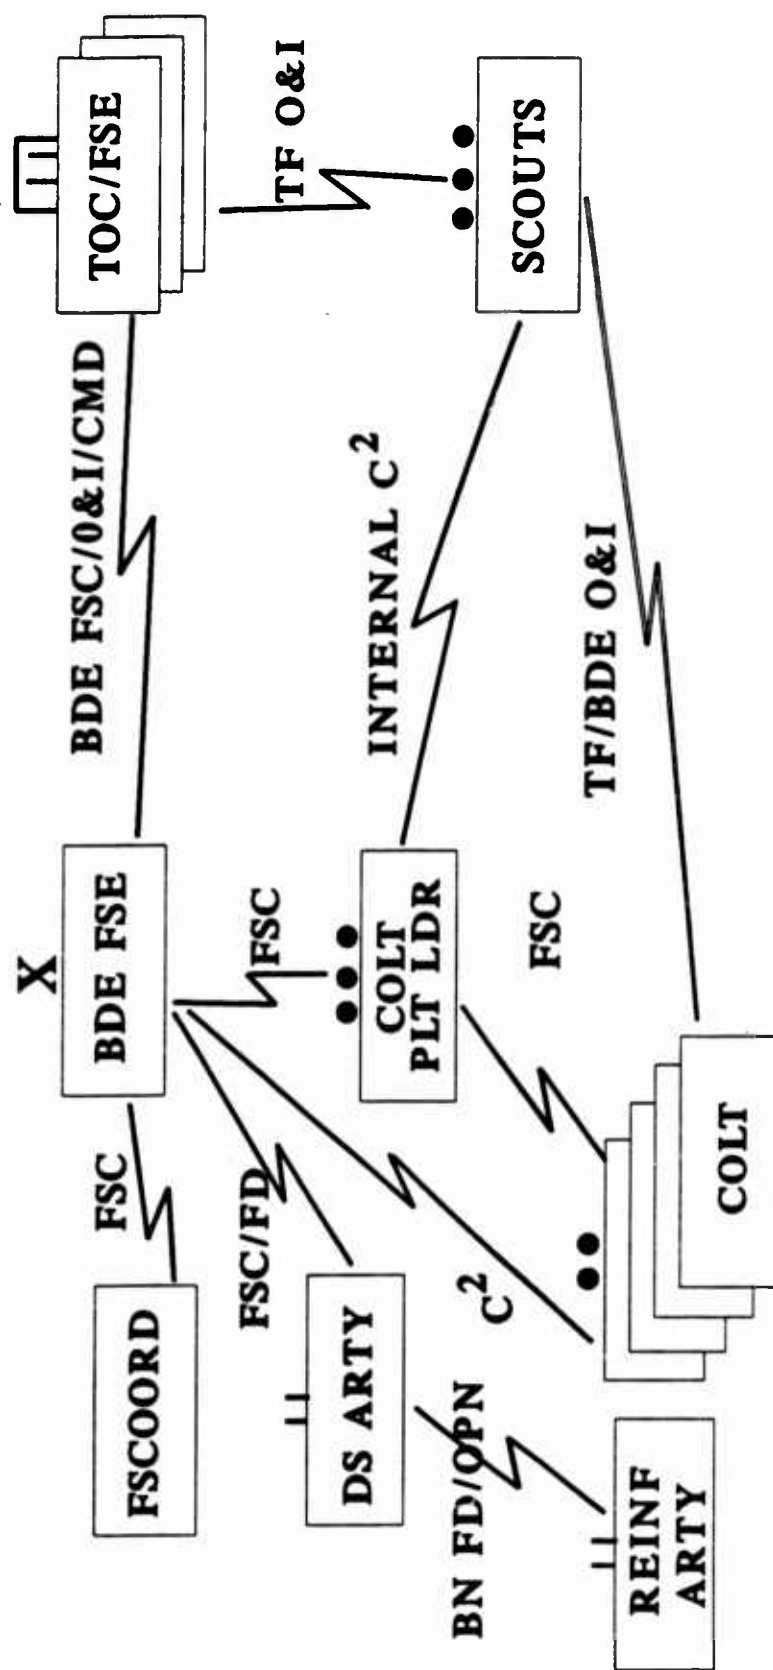 X
FSCOORD
FSC
BDE FSE
BDE FSC/0&I/CMD
TOC/FSE
FSC/FD
FSC
TF O&I
DS ARTY
COLT
PLT LDR
INTERNAL C²
SCOUTS
BN FD/OPN
C²
FSC
TF/BDE O&I
REINF
ARTY
COLT